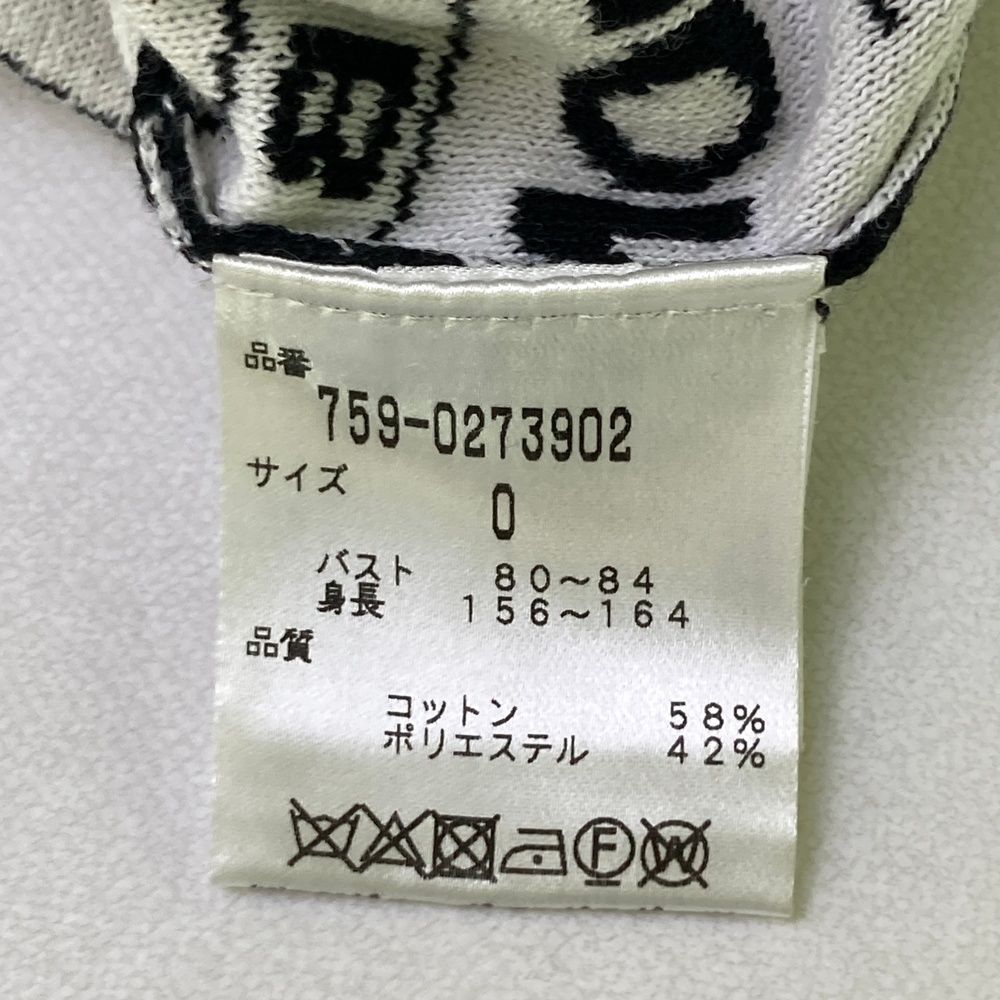 品番
759-0273902
サイズ
0
バスト 80～84
身長 156～164
品質
コットン 58%
ポリエステル 42%
F W